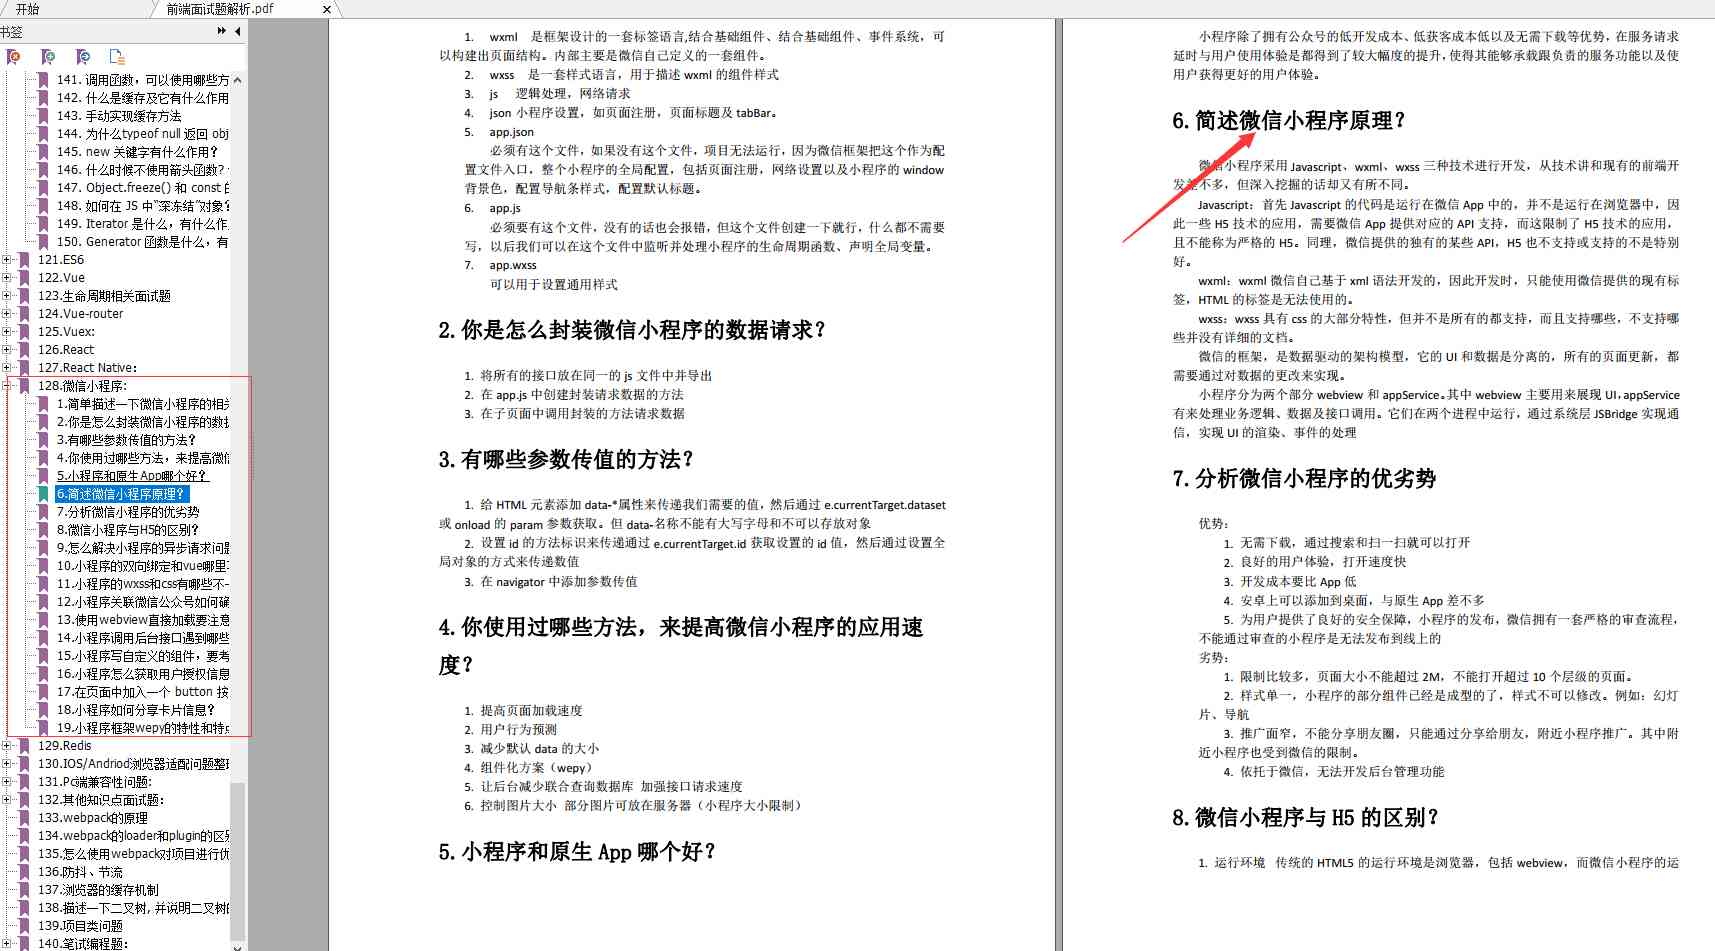 开始
前端面试题解析.pdf
书签
141. 调用函数，可以使用哪些方
142. 什么是缓存及它有什么作用
143. 手动实现缓存方法
144. 为什么typeof null 返回 obj
145. new 关键字有什么作用？
146. 什么时候不使用箭头函数？
147. Object.freeze() 和 const 的
148. 如何在 JS 中“深冻结”对象？
149. Iterator 是什么，有什么作
150. Generator 函数是什么，有
121.ES6
122.Vue
123.生命周期相关面试题
124.Vue-router
125.Vuex:
126.React
127.React Native:
128.微信小程序:
1.简单描述一下微信小程序的相关
2.你是怎么封装微信小程序的数据
3.有哪些参数传值的方法？
4.你使用过哪些方法，来提高微信
5.小程序和原生App哪个好？
6.简述微信小程序原理？
7.分析微信小程序的优劣势
8.微信小程序与H5的区别？
9.怎么解决小程序的异步请求问题
10.小程序的双向绑定和vue哪里
11.小程序的wxss和css有哪些不一
12.小程序关联微信公众号如何确
13.使用webview直接加载要注意
14.小程序调用后台接口遇到哪些
15.小程序写自定义的组件，要考
16.小程序怎么获取用户授权信息
17.在页面中加入一个 button 按
18.小程序如何分享卡片信息？
19.小程序框架wepy的特性和特点
129.Redis
130.IOS/Andriod浏览器适配问题整理
131.Pc端兼容性问题:
132.其他知识点面试题:
133.webpack的原理
134.webpack的loader和plugin的区别
135.怎么使用webpack对项目进行优
136.防抖、节流
137.浏览器的缓存机制
138.描述一下二叉树, 并说明二叉树的
139.项目类问题
140.笔试编程题:
1. wxml 是框架设计的一套标签语言,结合基础组件、结合基础组件、事件系统，可
以构建出页面结构。内部主要是微信自己定义的一套组件。
2. wxss 是一套样式语言，用于描述 wxml 的组件样式
3. js 逻辑处理，网络请求
4. json 小程序设置，如页面注册，页面标题及 tabBar。
5. app.json
必须有这个文件，如果没有这个文件，项目无法运行，因为微信框架把这个作为配
置文件入口，整个小程序的全局配置，包括页面注册，网络设置以及小程序的 window
背景色，配置导航条样式，配置默认标题。
6. app.js
必须要有这个文件，没有的话也会报错，但这个文件创建一下就行，什么都不需要
写，以后我们可以在这个文件中监听并处理小程序的生命周期函数、声明全局变量。
7. app.wxss
可以用于设置通用样式
2.你是怎么封装微信小程序的数据请求？
1. 将所有的接口放在同一的 js 文件中并导出
2. 在 app.js 中创建封装请求数据的方法
3. 在子页面中调用封装的方法请求数据
3.有哪些参数传值的方法？
1. 给 HTML 元素添加 data-*属性来传递我们需要的值，然后通过 e.currentTarget.dataset
或 onload 的 param 参数获取。但 data-名称不能有大写字母和不可以存放对象
2. 设置 id 的方法标识来传递通过 e.currentTarget.id 获取设置的 id 值，然后通过设置全
局对象的方式来传递数值
3. 在 navigator 中添加参数传值
4.你使用过哪些方法，来提高微信小程序的应用速
度？
1. 提高页面加载速度
2. 用户行为预测
3. 减少默认 data 的大小
4. 组件化方案（wepy）
5. 让后台减少联合查询数据库 加强接口请求速度
6. 控制图片大小 部分图片可放在服务器（小程序大小限制）
5.小程序和原生 App 哪个好？
小程序除了拥有公众号的低开发成本、低获客成本低以及无需下载等优势，在服务请求
延时与用户使用体验是都得到了较大幅度的提升，使得其能够承载跟负责的服务功能以及使
用户获得更好的用户体验。
6.简述微信小程序原理？
微信小程序采用 Javascript、wxml、wxss 三种技术进行开发，从技术讲和现有的前端开
发差不多，但深入挖掘的话却又有所不同。
Javascript：首先 Javascript 的代码是运行在微信 App 中的，并不是运行在浏览器中，因
此一些 H5 技术的应用，需要微信 App 提供对应的 API 支持，而这限制了 H5 技术的应用，
且不能称为严格的 H5。同理，微信提供的独有的某些 API，H5 也不支持或支持的不是特别
好。
wxml：wxml 微信自己基于 xml 语法开发的，因此开发时，只能使用微信提供的现有标
签，HTML 的标签是无法使用的。
wxss：wxss 具有 css 的大部分特性，但并不是所有的都支持，而且支持哪些，不支持哪
些并没有详细的文档。
微信的框架，是数据驱动的架构模型，它的 UI 和数据是分离的，所有的页面更新，都
需要通过对数据的更改来实现。
小程序分为两个部分 webview 和 appService。其中 webview 主要用来展现 UI，appService
有来处理业务逻辑、数据及接口调用。它们在两个进程中运行，通过系统层 JSBridge 实现通
信，实现 UI 的渲染、事件的处理
7.分析微信小程序的优劣势
优势：
1. 无需下载，通过搜索和扫一扫就可以打开
2. 良好的用户体验，打开速度快
3. 开发成本要比 App 低
4. 安卓上可以添加到桌面，与原生 App 差不多
5. 为用户提供了良好的安全保障，小程序的发布，微信拥有一套严格的审查流程，
不能通过审查的小程序是无法发布到线上的
劣势：
1. 限制比较多，页面大小不能超过 2M，不能打开超过 10 个层级的页面。
2. 样式单一，小程序的部分组件已经是成型的了，样式不可以修改。例如：幻灯
片、导航
3. 推广面窄，不能分享朋友圈，只能通过分享给朋友，附近小程序推广。其中附
近小程序也受到微信的限制。
4. 依托于微信，无法开发后台管理功能
8.微信小程序与 H5 的区别？
1. 运行环境 传统的 HTML5 的运行环境是浏览器，包括 webview，而微信小程序的运